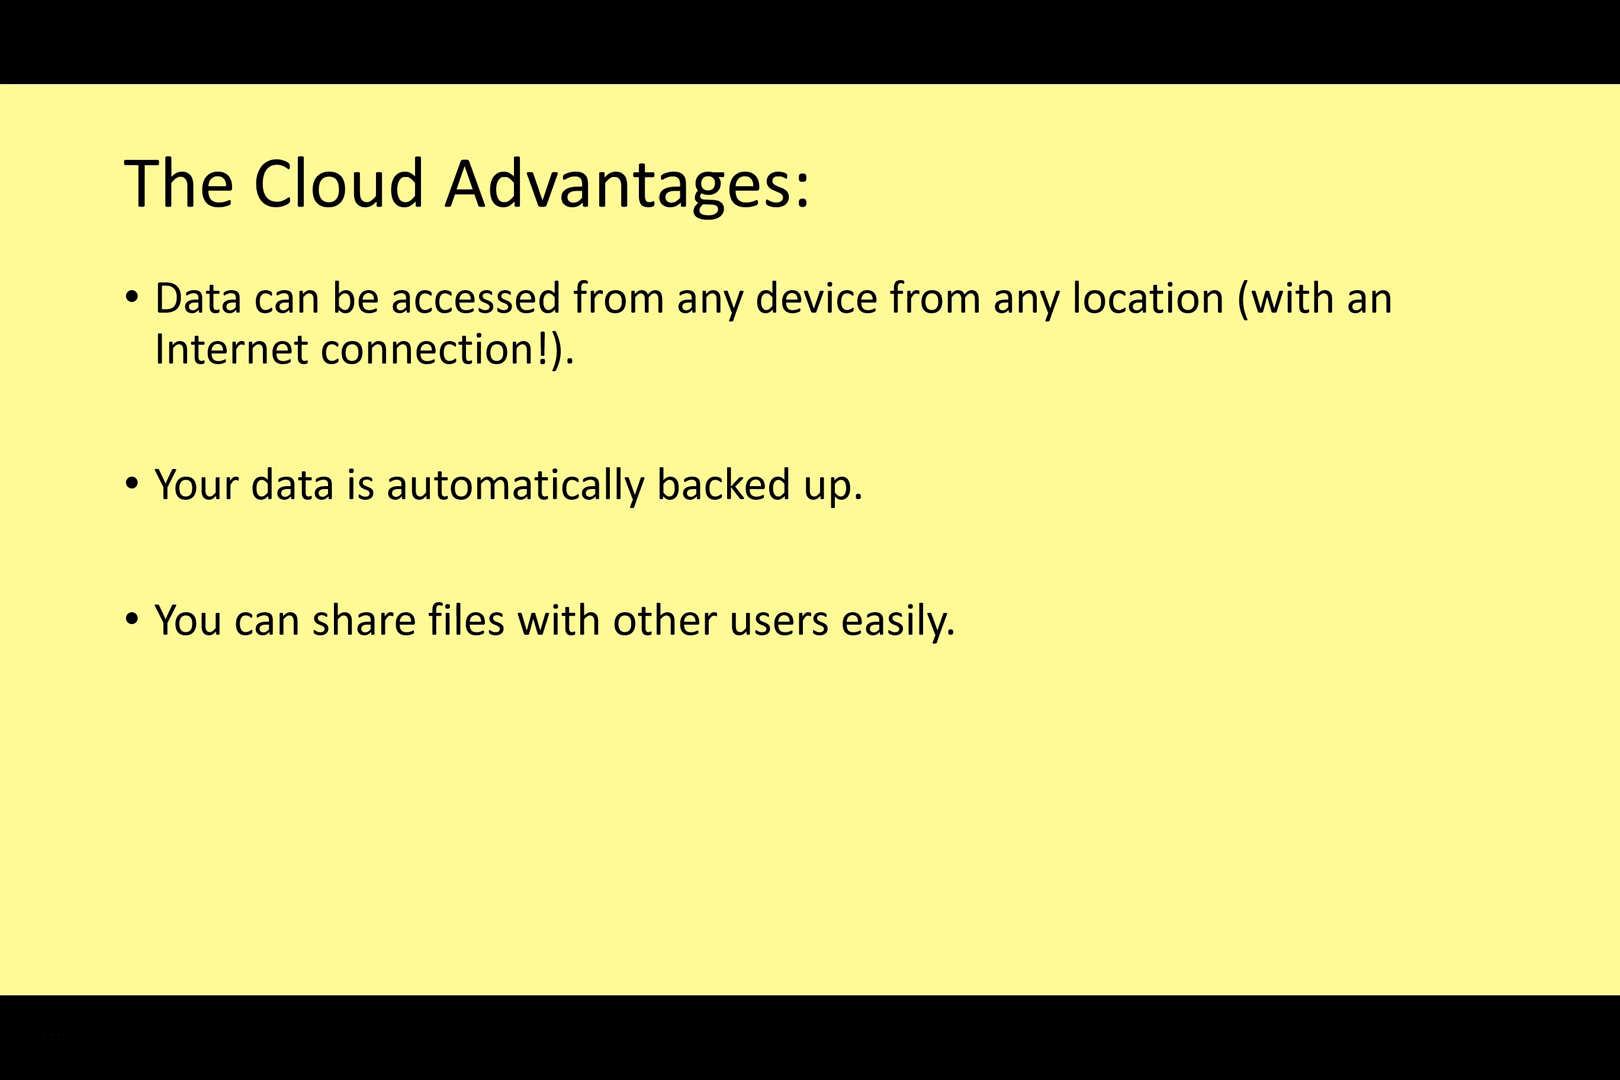 The Cloud Advantages:
• Data can be accessed from any device from any location (with an
Internet connection!).
• Your data is automatically backed up.
• You can share files with other users easily.